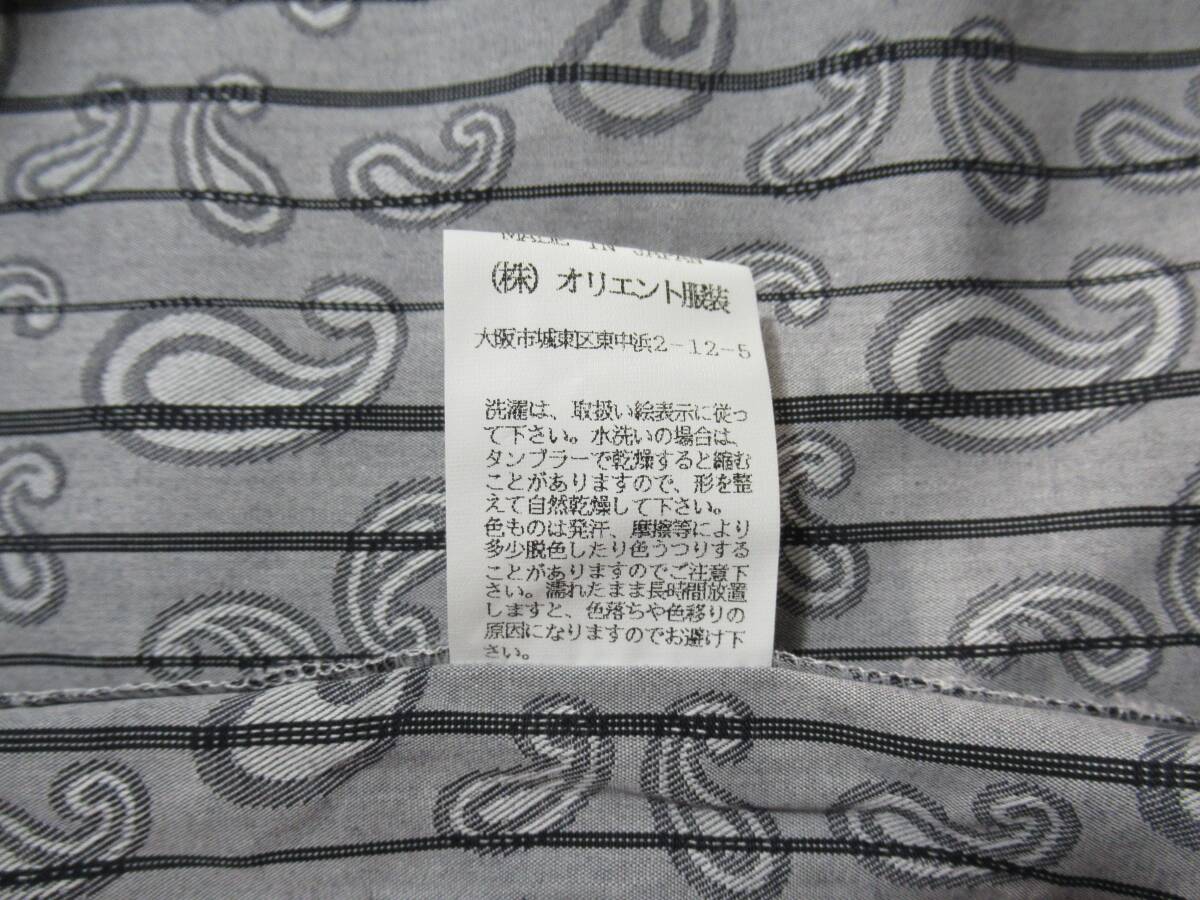 MADE IN JAPAN
(株) オリエント服装
大阪市城東区東中浜2-12-5
洗濯は、取扱い絵表示に従っ
て下さい。水洗いの場合は、
タンブラーで乾燥すると縮む
ことがありますので、形を整
えて自然乾燥して下さい。
色ものは発汗、摩擦等により
多少脱色したり色うつりする
ことがありますのでご注意下
さい。濡れたまま長時間放置
しますと、色落ちや色移りの
原因になりますのでお避け下
さい。